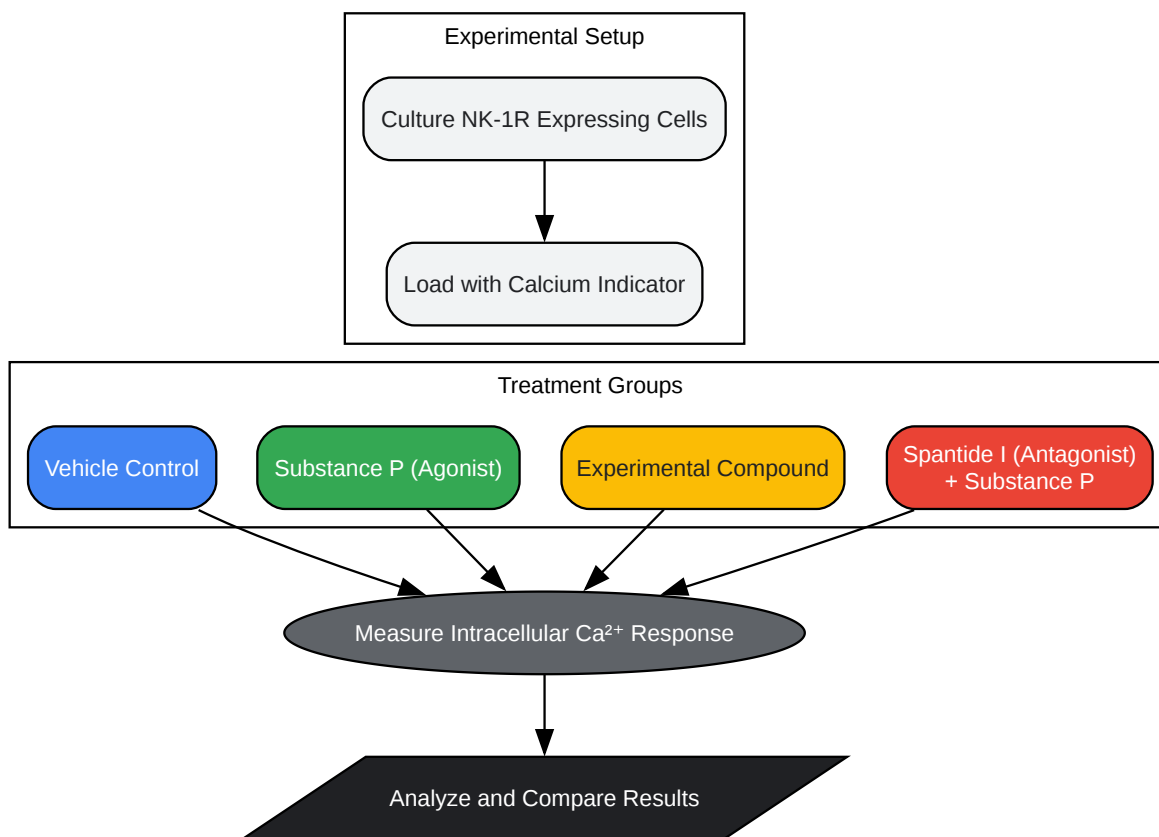 Experimental Setup
Culture NK-1R Expressing Cells
Load with Calcium Indicator
Treatment Groups
Vehicle Control
Substance P (Agonist)
Experimental Compound
Spantide I (Antagonist)
+ Substance P
Measure Intracellular Ca²⁺ Response
Analyze and Compare Results